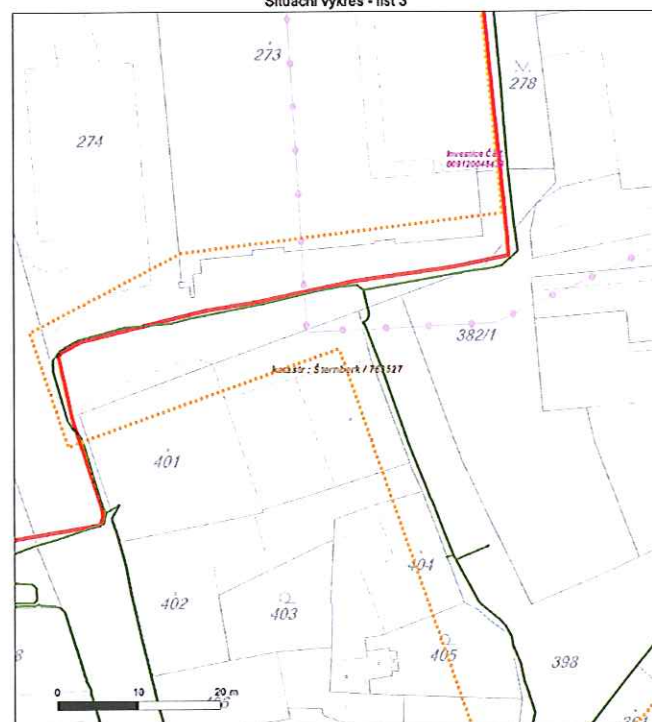 Situační výkres - list 3
273
278
274
Investice ČEZ
382/1
katastr: Šternberk / 763527
401
404
402
403
405
398
0 10 20 m